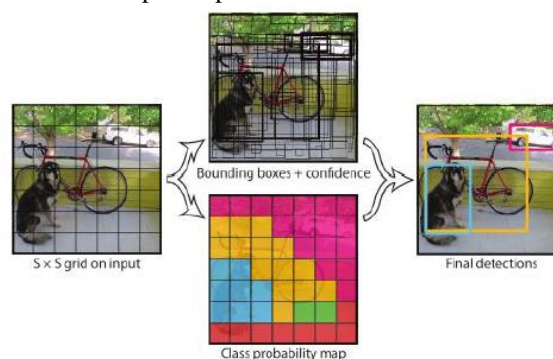 Bounding boxes + confidence
S × S grid on input
Final detections
Class probability map